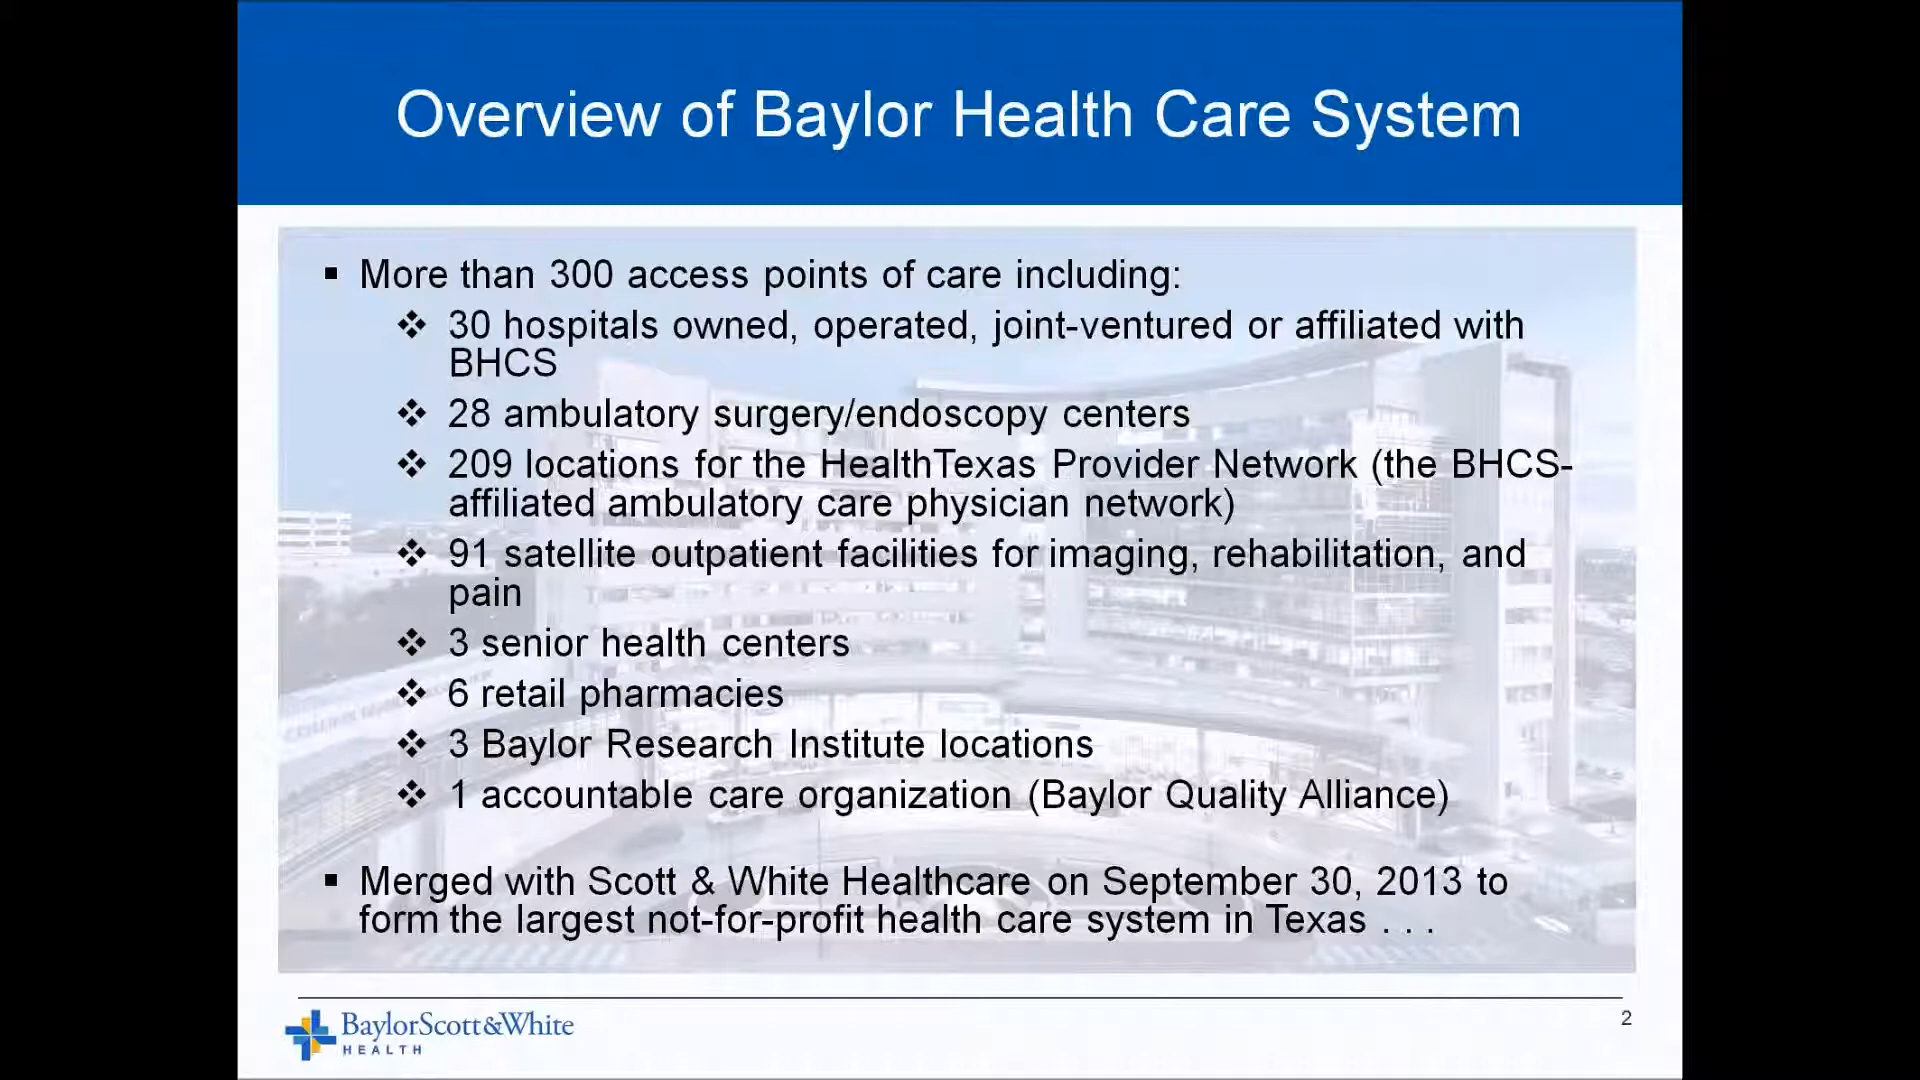 Overview of Baylor Health Care System
▪ More than 300 access points of care including:
❖ 30 hospitals owned, operated, joint-ventured or affiliated with
BHCS
❖ 28 ambulatory surgery/endoscopy centers
❖ 209 locations for the HealthTexas Provider Network (the BHCS-
affiliated ambulatory care physician network)
❖ 91 satellite outpatient facilities for imaging, rehabilitation, and
pain
❖ 3 senior health centers
❖ 6 retail pharmacies
❖ 3 Baylor Research Institute locations
❖ 1 accountable care organization (Baylor Quality Alliance)
▪ Merged with Scott & White Healthcare on September 30, 2013 to
form the largest not-for-profit health care system in Texas . . .
BaylorScott&White
HEALTH
2